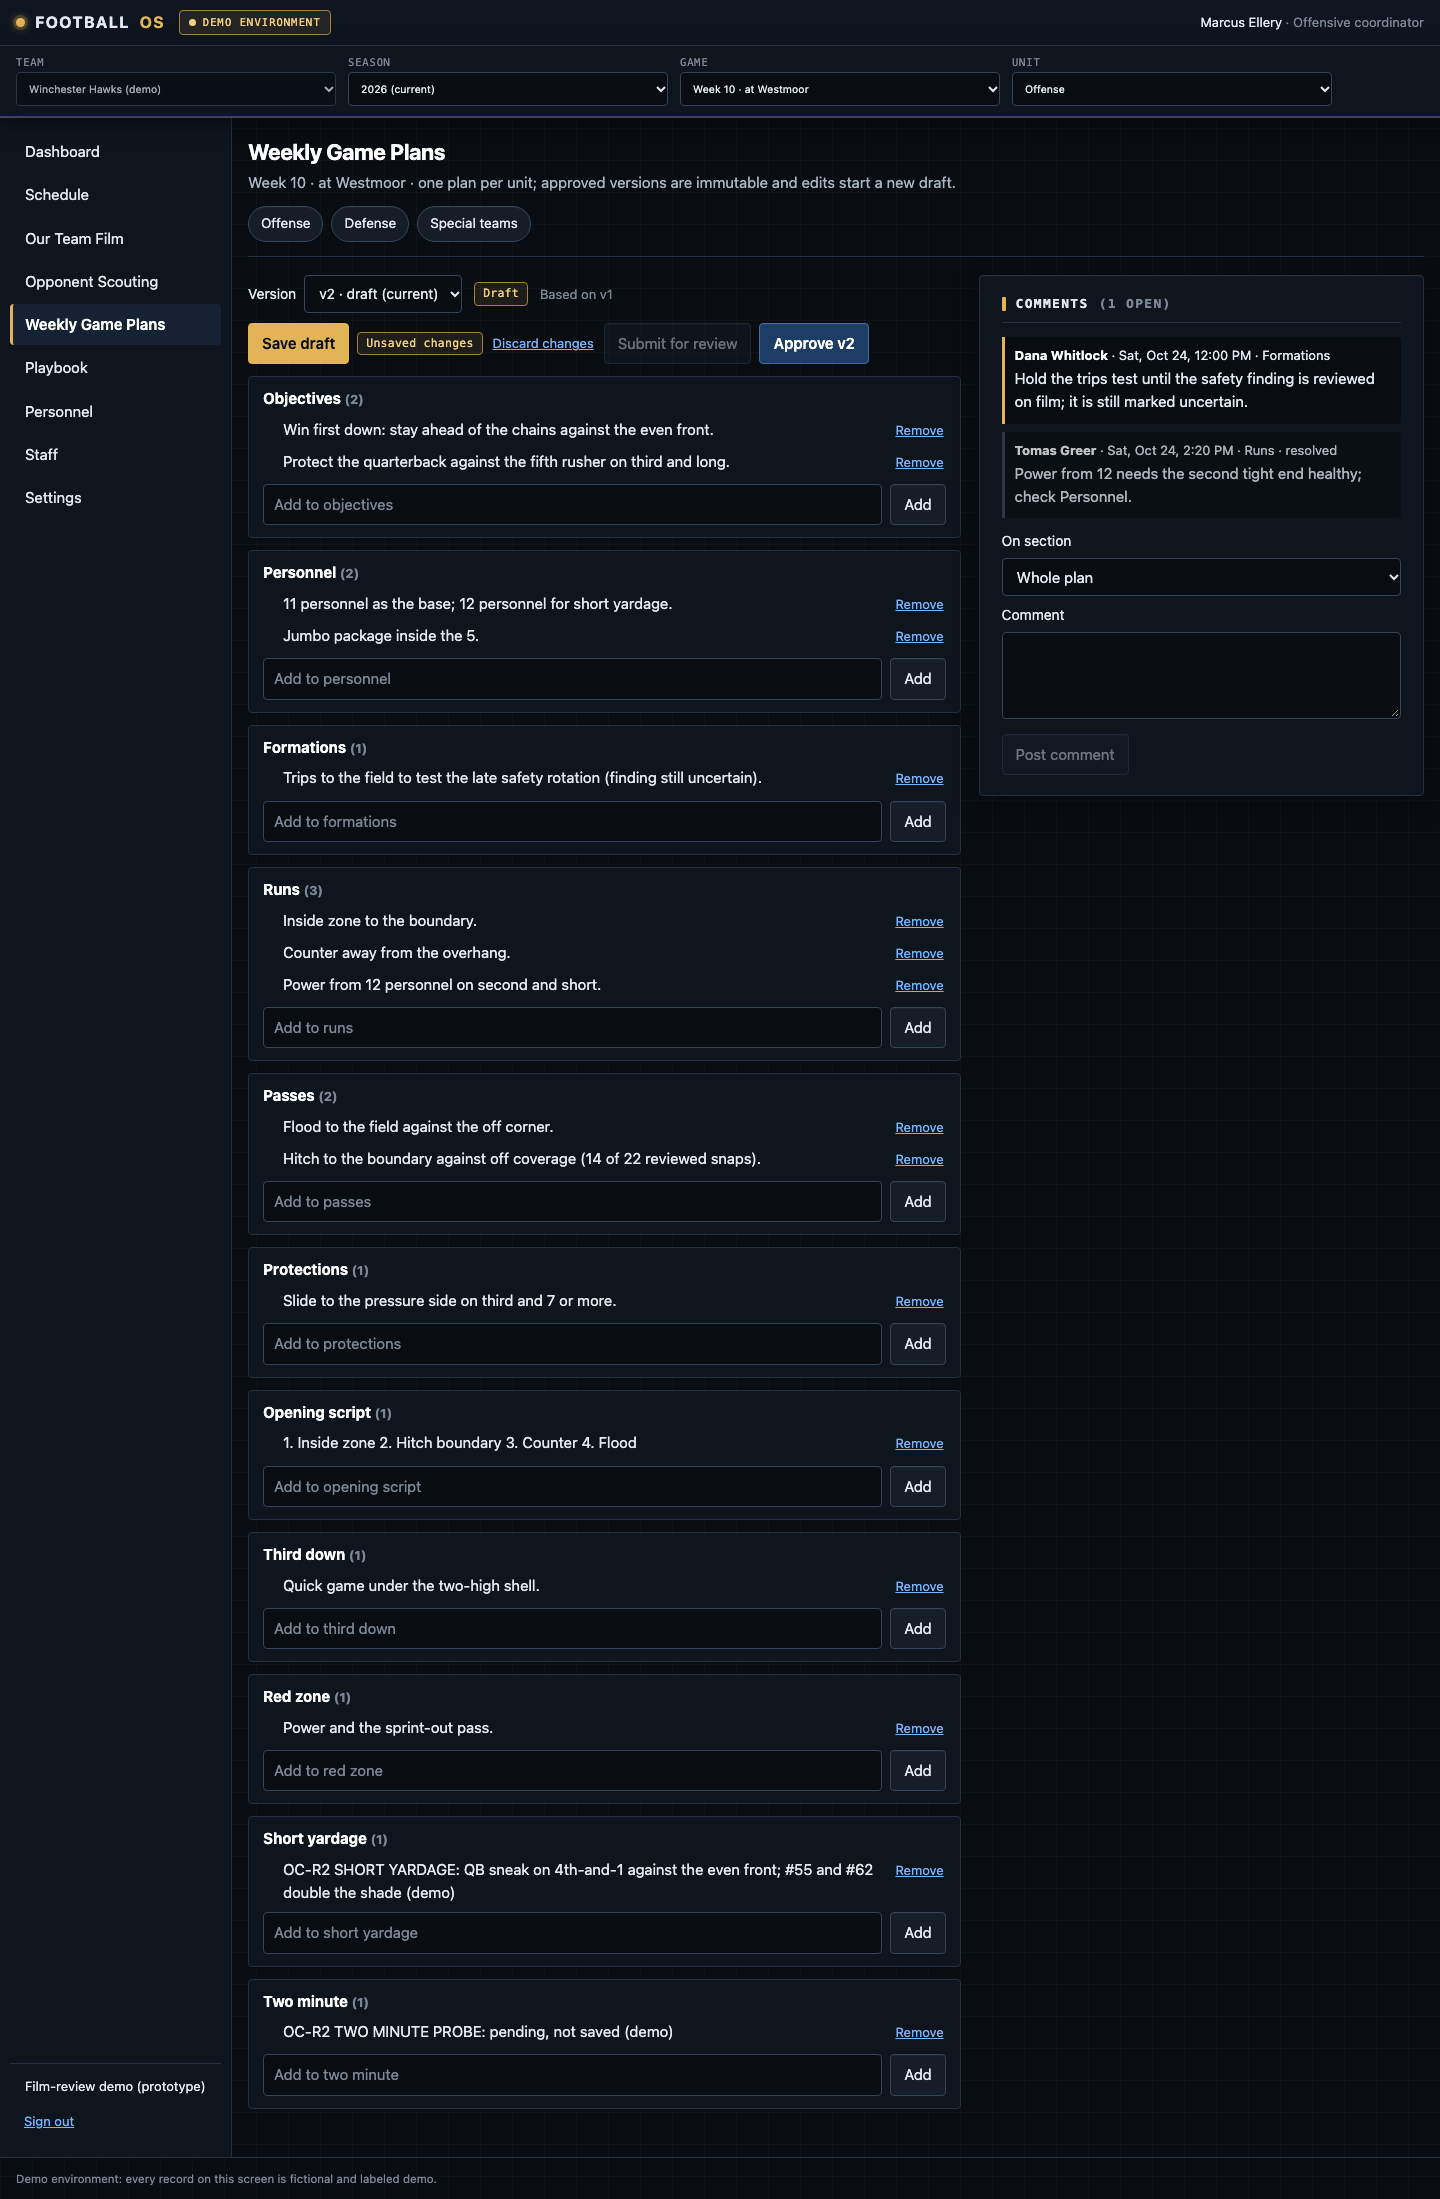 FOOTBALL OS
DEMO ENVIRONMENT
Marcus Ellery · Offensive coordinator
TEAM
Winchester Hawks (demo)
SEASON
2026 (current)
GAME
Week 10 · at Westmoor
UNIT
Offense
Dashboard
Schedule
Our Team Film
Opponent Scouting
Weekly Game Plans
Playbook
Personnel
Staff
Settings
Film-review demo (prototype)
Sign out
Weekly Game Plans
Week 10 · at Westmoor · one plan per unit; approved versions are immutable and edits start a new draft.
Offense
Defense
Special teams
Version
v2 · draft (current)
Draft
Based on v1
Save draft
Unsaved changes
Discard changes
Submit for review
Approve v2
Objectives (2)
Win first down: stay ahead of the chains against the even front.
Remove
Protect the quarterback against the fifth rusher on third and long.
Remove
Add to objectives
Add
Personnel (2)
11 personnel as the base; 12 personnel for short yardage.
Remove
Jumbo package inside the 5.
Remove
Add to personnel
Add
Formations (1)
Trips to the field to test the late safety rotation (finding still uncertain).
Remove
Add to formations
Add
Runs (3)
Inside zone to the boundary.
Remove
Counter away from the overhang.
Remove
Power from 12 personnel on second and short.
Remove
Add to runs
Add
Passes (2)
Flood to the field against the off corner.
Remove
Hitch to the boundary against off coverage (14 of 22 reviewed snaps).
Remove
Add to passes
Add
Protections (1)
Slide to the pressure side on third and 7 or more.
Remove
Add to protections
Add
Opening script (1)
1. Inside zone 2. Hitch boundary 3. Counter 4. Flood
Remove
Add to opening script
Add
Third down (1)
Quick game under the two-high shell.
Remove
Add to third down
Add
Red zone (1)
Power and the sprint-out pass.
Remove
Add to red zone
Add
Short yardage (1)
OC-R2 SHORT YARDAGE: QB sneak on 4th-and-1 against the even front; #55 and #62
double the shade (demo)
Remove
Add to short yardage
Add
Two minute (1)
OC-R2 TWO MINUTE PROBE: pending, not saved (demo)
Remove
Add to two minute
Add
COMMENTS (1 OPEN)
Dana Whitlock · Sat, Oct 24, 12:00 PM · Formations
Hold the trips test until the safety finding is reviewed
on film; it is still marked uncertain.
Tomas Greer · Sat, Oct 24, 2:20 PM · Runs · resolved
Power from 12 needs the second tight end healthy;
check Personnel.
On section
Whole plan
Comment
Post comment
Demo environment: every record on this screen is fictional and labeled demo.